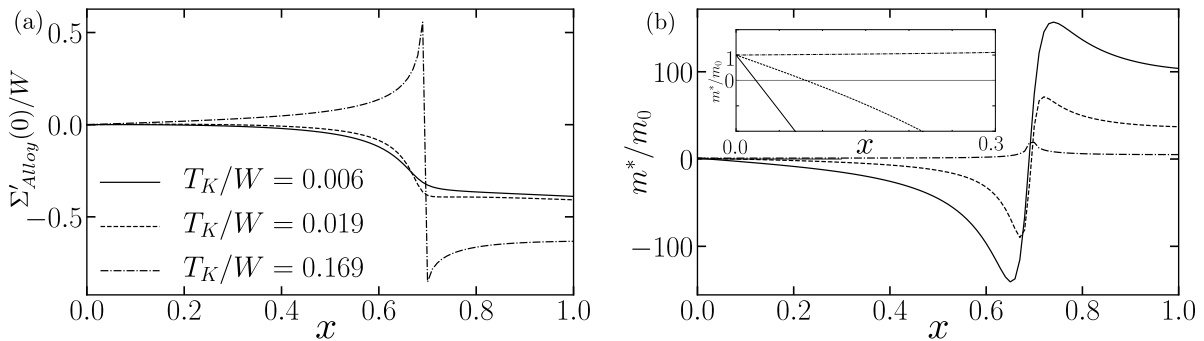 (a)
0.5
0.0
−0.5
Σ′_{Alloy}(0)/W
T_K/W = 0.006
T_K/W = 0.019
T_K/W = 0.169
0.0 0.2 0.4 0.6 0.8 1.0
x
(b)
100
0
−100
m*/m_0
1
0
m*/m_0
0.0 x 0.3
0.0 0.2 0.4 0.6 0.8 1.0
x